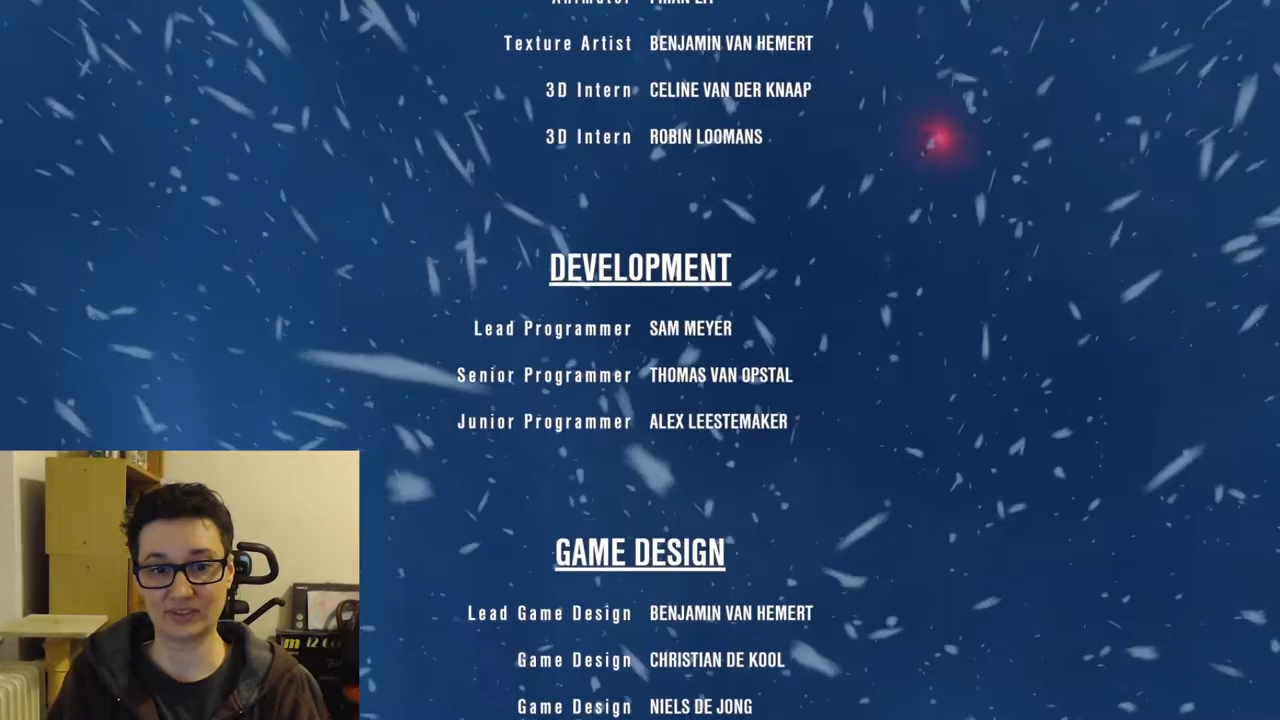 Texture Artist BENJAMIN VAN HEMERT
3D Intern CELINE VAN DER KNAAP
3D Intern ROBIN LOOMANS
DEVELOPMENT
Lead Programmer SAM MEYER
Senior Programmer THOMAS VAN OPSTAL
Junior Programmer ALEX LEESTEMAKER
GAME DESIGN
Lead Game Design BENJAMIN VAN HEMERT
Game Design CHRISTIAN DE KOOL
Game Design NIELS DE JONG